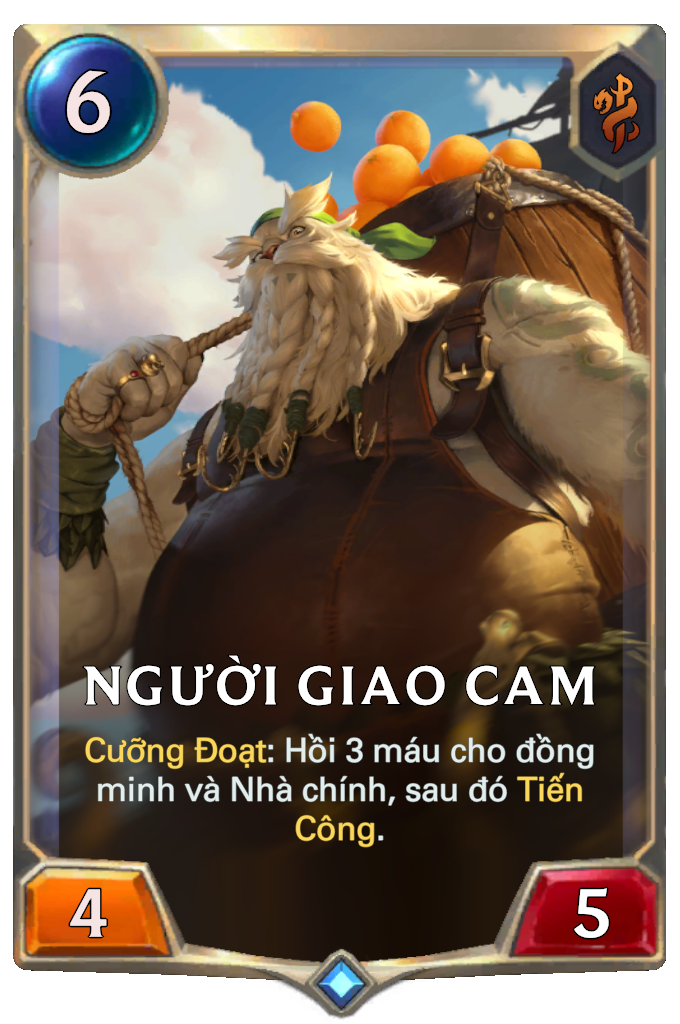 6
NGƯỜI GIAO CAM
Cưỡng Đoạt: Hồi 3 máu cho đồng
minh và Nhà chính, sau đó Tiến
Công.
4
5